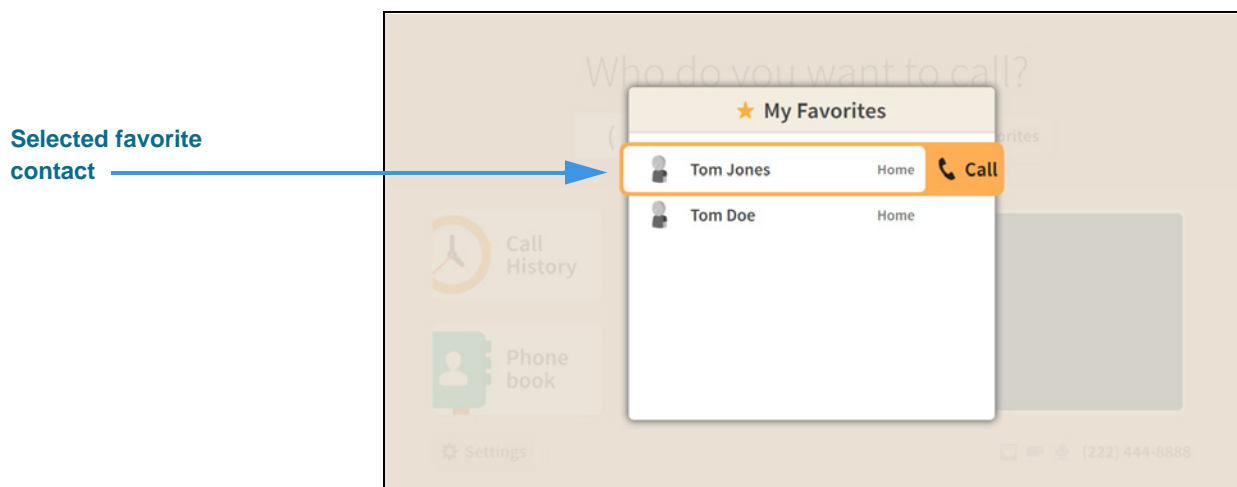 Who do you want to call?
(
orites
My Favorites
Selected favorite
contact
Tom Jones Home Call
Tom Doe Home
Call
History
Phone
book
Settings
(222) 444-8888